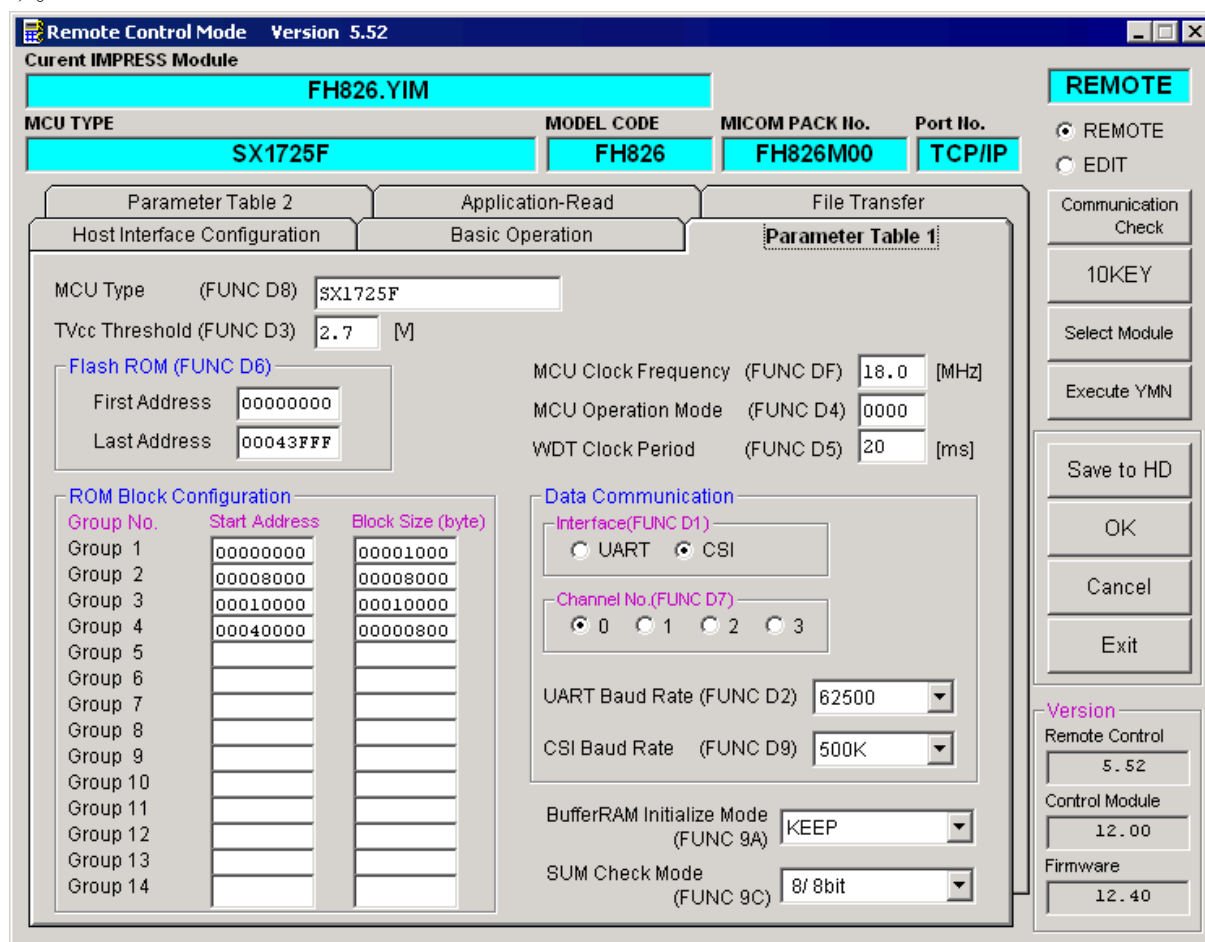 Remote Control Mode Version 5.52
Curent IMPRESS Module
FH826.YIM
MCU TYPE MODEL CODE MICOM PACK No. Port No.
SX1725F FH826 FH826M00 TCP/IP
Parameter Table 2 Application-Read File Transfer
Host Interface Configuration Basic Operation Parameter Table 1
MCU Type (FUNC D8) SX1725F
TVcc Threshold (FUNC D3) 2.7 [V]
Flash ROM (FUNC D6)
First Address 00000000
Last Address 00043FFF
MCU Clock Frequency (FUNC DF) 18.0 [MHz]
MCU Operation Mode (FUNC D4) 0000
WDT Clock Period (FUNC D5) 20 [ms]
ROM Block Configuration
Group No. Start Address Block Size (byte)
Group 1 00000000 00001000
Group 2 00008000 00008000
Group 3 00010000 00010000
Group 4 00040000 00000800
Group 5
Group 6
Group 7
Group 8
Group 9
Group 10
Group 11
Group 12
Group 13
Group 14
Data Communication
Interface(FUNC D1)
UART CSI
Channel No.(FUNC D7)
0 1 2 3
UART Baud Rate (FUNC D2) 62500
CSI Baud Rate (FUNC D9) 500K
BufferRAM Initialize Mode
(FUNC 9A) KEEP
SUM Check Mode
(FUNC 9C) 8/ 8bit
REMOTE
REMOTE
EDIT
Communication
Check
10KEY
Select Module
Execute YMN
Save to HD
OK
Cancel
Exit
Version
Remote Control
5.52
Control Module
12.00
Firmware
12.40